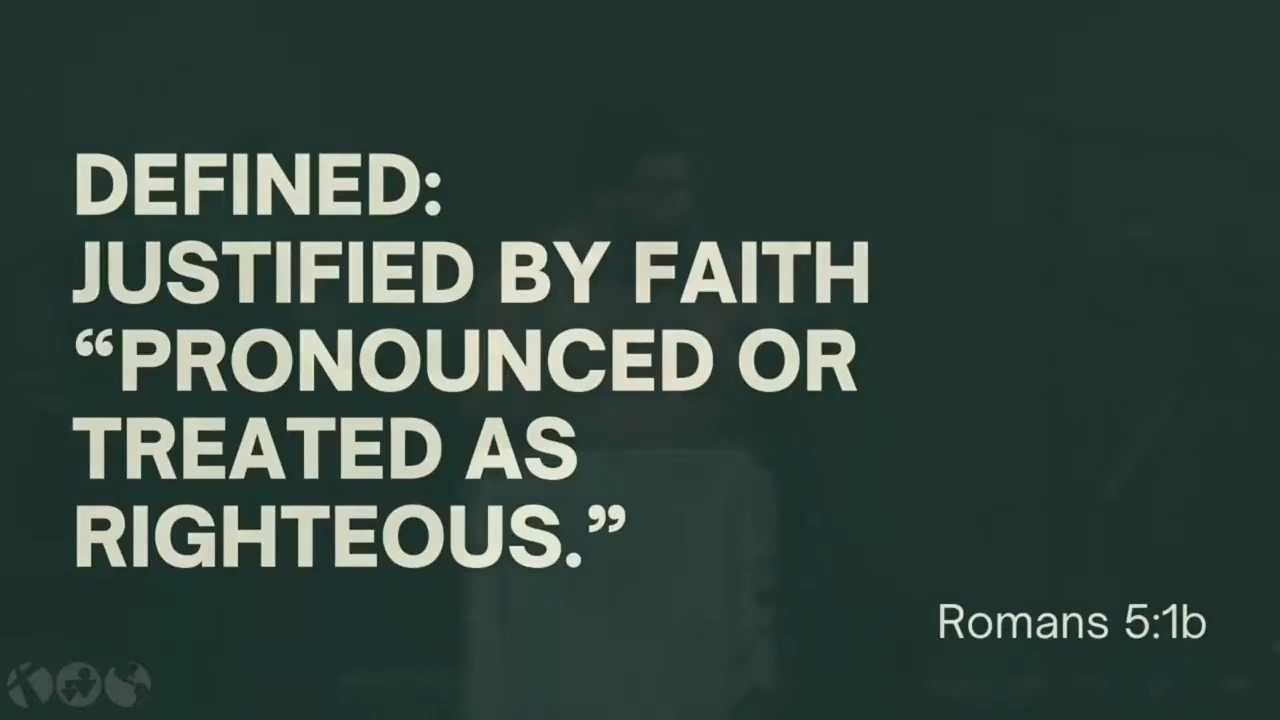 DEFINED:
JUSTIFIED BY FAITH
“PRONOUNCED OR
TREATED AS
RIGHTEOUS.”
Romans 5:1b